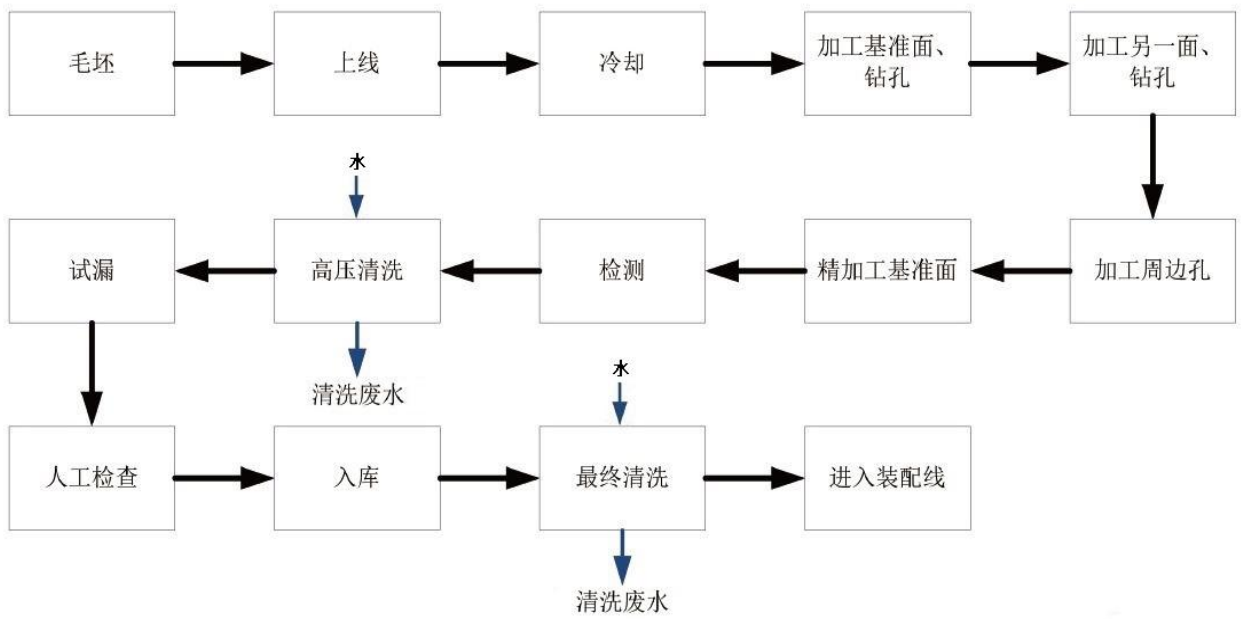 毛坯
上线
冷却
加工基准面、
钻孔
加工另一面、
钻孔
水
试漏
高压清洗
检测
精加工基准面
加工周边孔
清洗废水
水
人工检查
入库
最终清洗
进入装配线
清洗废水